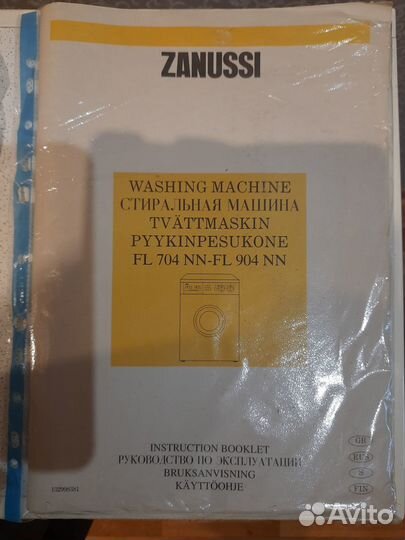 ZANUSSI
WASHING MACHINE
СТИРАЛЬНАЯ МАШИНА
TVÄTTMASKIN
PYYKINPESUKONE
FL 704 NN-FL 904 NN
INSTRUCTION BOOKLET
РУКОВОДСТВО ПО ЭКСПЛУАТАЦИИ
BRUKSANVISNING
KÄYTTÖOHJE
GB
RUS
S
FIN
132998381
Avito